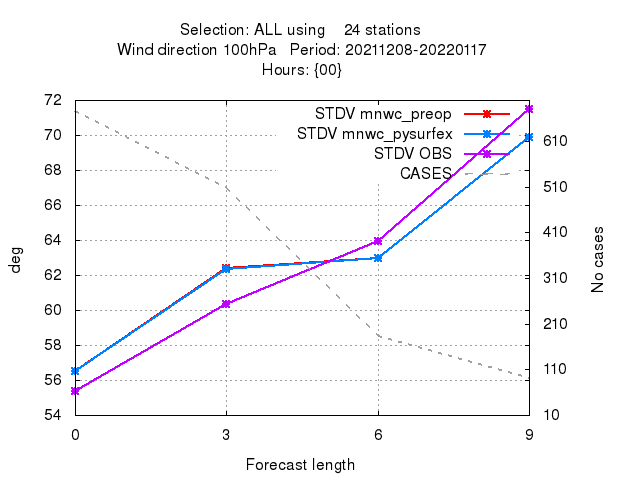 Selection: ALL using 24 stations
Wind direction 100hPa Period: 20211208-20220117
Hours: {00}
STDV mnwc_preop
STDV mnwc_pysurfex
STDV OBS
CASES
72
70
68
66
64
62
60
58
56
54
deg
610
510
410
310
210
110
10
No cases
0 3 6 9
Forecast length